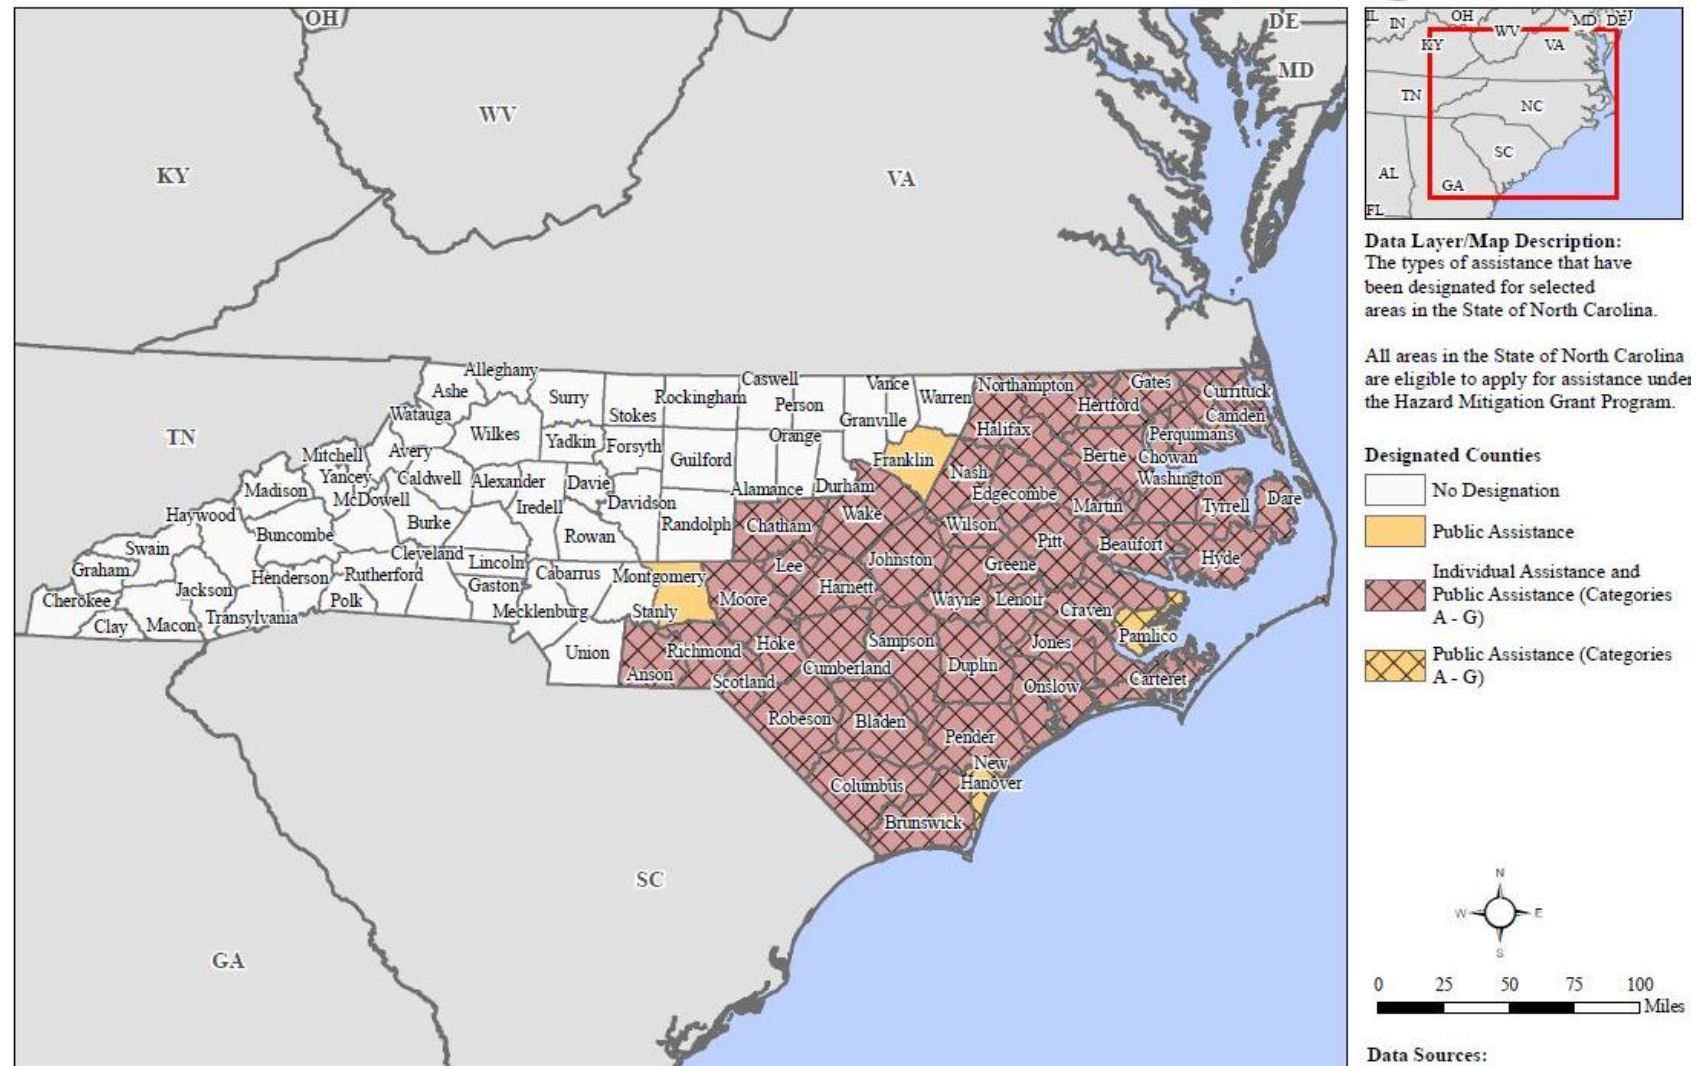 OH
DE
MD
WV
KY
VA
TN
SC
GA
Alleghany
Ashe
Surry
Stokes
Rockingham
Caswell
Person
Vance
Granville
Warren
Northampton
Gates
Hertford
Currituck
Camden
Watauga
Wilkes
Yadkin
Forsyth
Guilford
Orange
Franklin
Halifax
Perquimans
Bertie
Chowan
Mitchell
Avery
Yancey
Caldwell
Alexander
Davie
Alamance
Durham
Nash
Edgecombe
Washington
Madison
McDowell
Iredell
Davidson
Martin
Tyrrell
Dare
Haywood
Buncombe
Burke
Rowan
Randolph
Chatham
Wake
Wilson
Pitt
Beaufort
Hyde
Swain
Graham
Cleveland
Lincoln
Cabarrus
Montgomery
Lee
Johnston
Greene
Jackson
Henderson
Rutherford
Gaston
Harnett
Cherokee
Polk
Mecklenburg
Stanly
Moore
Wayne
Lenoir
Craven
Clay
Macon
Transylvania
Union
Richmond
Hoke
Sampson
Jones
Pamlico
Anson
Scotland
Cumberland
Duplin
Onslow
Carteret
Robeson
Bladen
Pender
Columbus
New
Hanover
Brunswick
IL
IN
OH
MD
DE
NJ
KY
WV
VA
TN
NC
SC
AL
GA
FL
Data Layer/Map Description:
The types of assistance that have
been designated for selected
areas in the State of North Carolina.
All areas in the State of North Carolina
are eligible to apply for assistance under
the Hazard Mitigation Grant Program.
Designated Counties
No Designation
Public Assistance
Individual Assistance and
Public Assistance (Categories
A - G)
Public Assistance (Categories
A - G)
N
W
E
S
0 25 50 75 100
Miles
Data Sources: